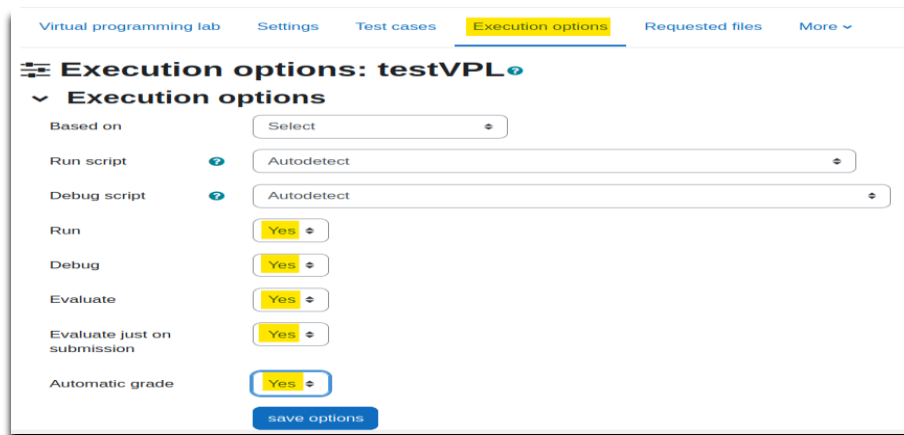 Virtual programming lab Settings Test cases Execution options Requested files More
Execution options: testVPL
Execution options
Based on Select
Run script Autodetect
Debug script Autodetect
Run Yes
Debug Yes
Evaluate Yes
Evaluate just on Yes
submission
Automatic grade Yes
save options